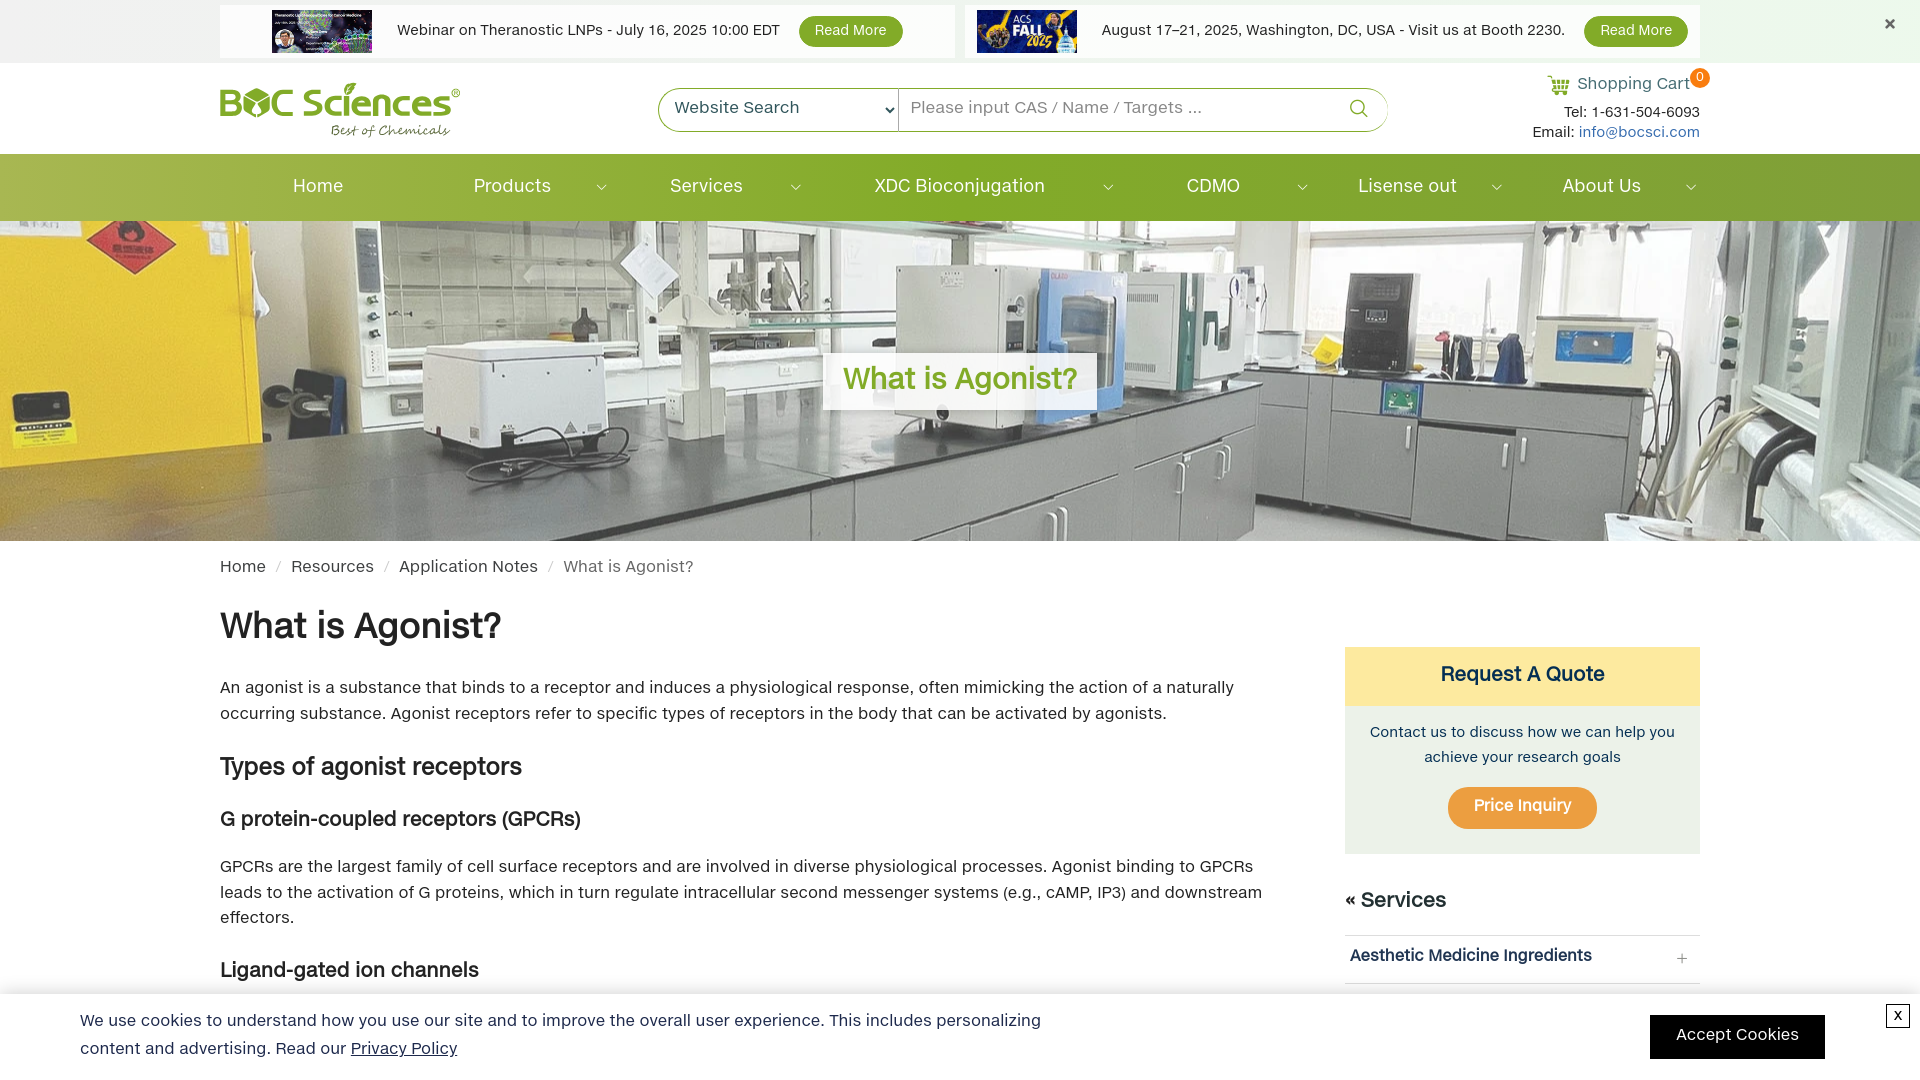 Webinar on Theranostic LNPs - July 16, 2025 10:00 EDT
Read More
ACS
FALL
2025
August 17–21, 2025, Washington, DC, USA - Visit us at Booth 2230.
Read More
×
BOC Sciences®
Best of Chemicals
Website Search
Please input CAS / Name / Targets ...
Shopping Cart 0
Tel: 1-631-504-6093
Email: info@bocsci.com
Home
Products
Services
XDC Bioconjugation
CDMO
Lisense out
About Us
What is Agonist?
Home / Resources / Application Notes / What is Agonist?
What is Agonist?
An agonist is a substance that binds to a receptor and induces a physiological response, often mimicking the action of a naturally
occurring substance. Agonist receptors refer to specific types of receptors in the body that can be activated by agonists.
Types of agonist receptors
G protein-coupled receptors (GPCRs)
GPCRs are the largest family of cell surface receptors and are involved in diverse physiological processes. Agonist binding to GPCRs
leads to the activation of G proteins, which in turn regulate intracellular second messenger systems (e.g., cAMP, IP3) and downstream
effectors.
Ligand-gated ion channels
Request A Quote
Contact us to discuss how we can help you
achieve your research goals
Price Inquiry
« Services
Aesthetic Medicine Ingredients +
We use cookies to understand how you use our site and to improve the overall user experience. This includes personalizing
content and advertising. Read our Privacy Policy
Accept Cookies
X